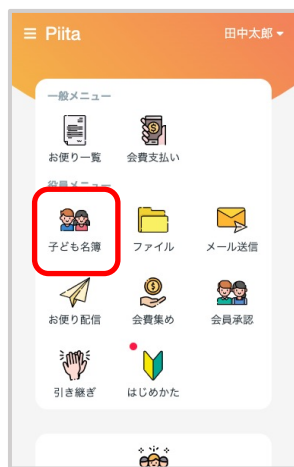 Piita
田中太郎
一般メニュー
お便り一覧
会費支払い
役員メニュー
子ども名簿
ファイル
メール送信
お便り配信
会費集め
会員承認
引き継ぎ
はじめかた